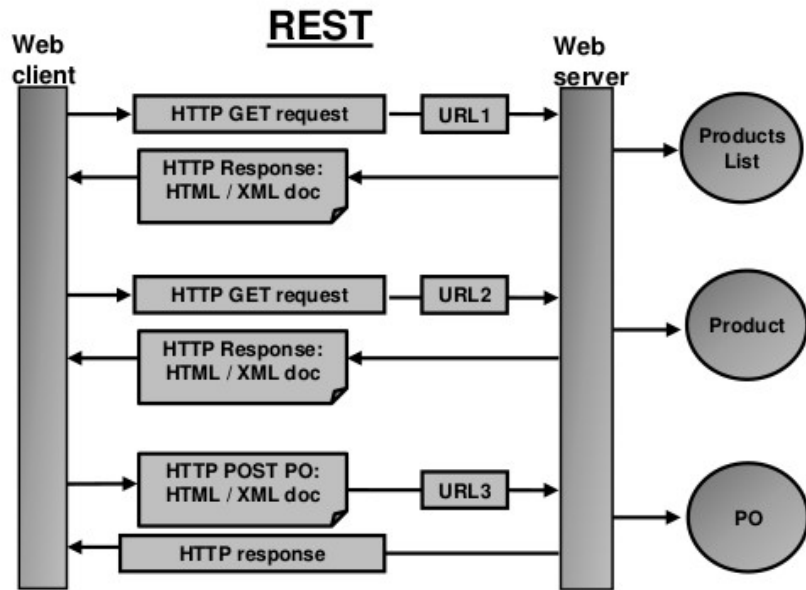 REST
Web
client
Web
server
HTTP GET request
URL1
Products
List
HTTP Response:
HTML / XML doc
HTTP GET request
URL2
Product
HTTP Response:
HTML / XML doc
HTTP POST PO:
HTML / XML doc
URL3
PO
HTTP response